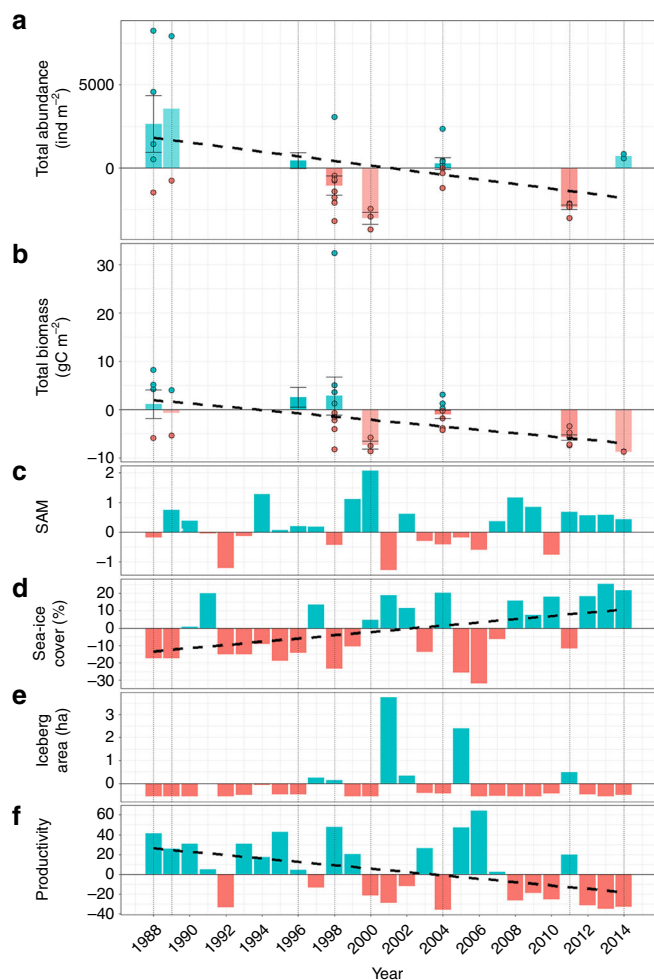 a
Total abundance
(ind m−2)
5000
0
b
Total biomass
(gC m−2)
30
20
10
0
−10
c
SAM
2
1
0
−1
d
Sea-ice
cover (%)
20
10
0
−10
−20
−30
e
Iceberg
area (ha)
3
2
1
0
f
Productivity
60
40
20
0
−20
−40
1988
1990
1992
1994
1996
1998
2000
2002
2004
2006
2008
2010
2012
2014
Year